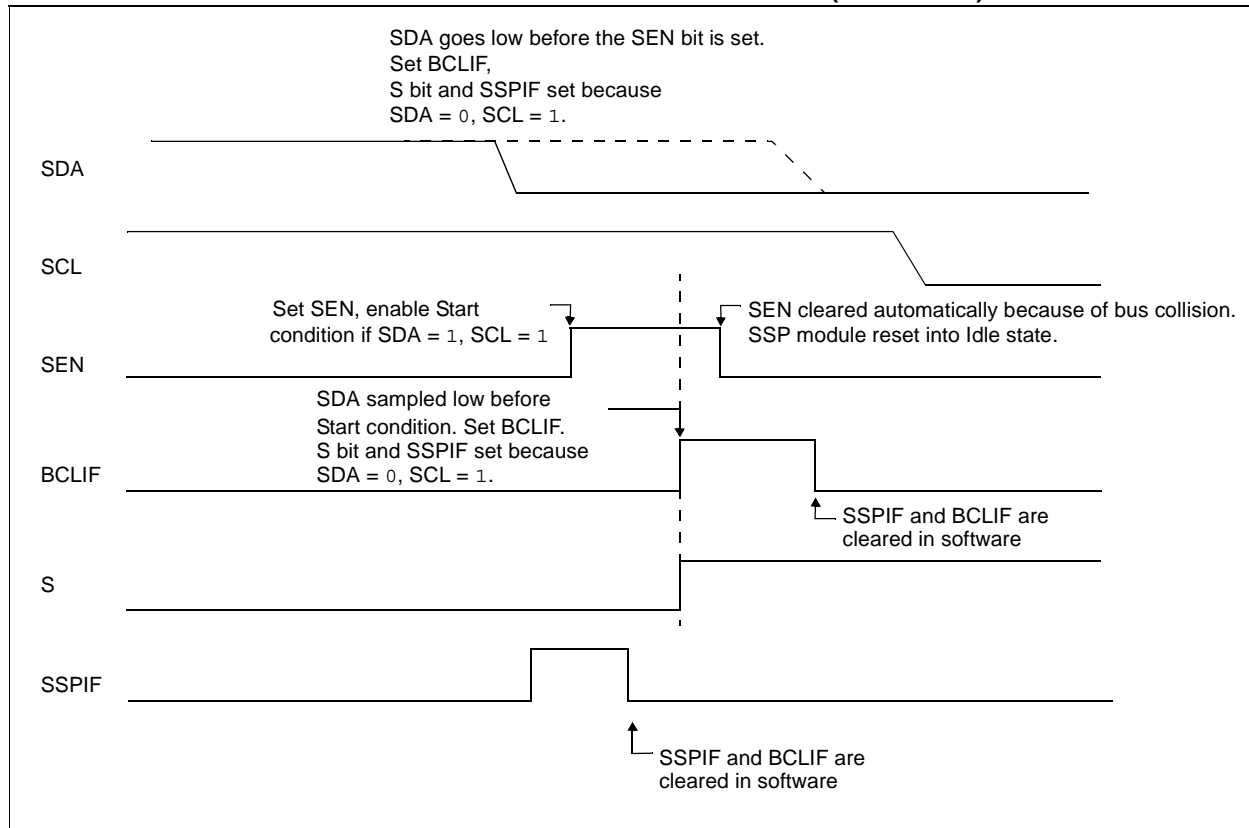 SDA goes low before the SEN bit is set.
Set BCLIF,
S bit and SSPIF set because
SDA = 0, SCL = 1.
SDA
SCL
Set SEN, enable Start
condition if SDA = 1, SCL = 1
SEN cleared automatically because of bus collision.
SSP module reset into Idle state.
SEN
SDA sampled low before
Start condition. Set BCLIF.
S bit and SSPIF set because
SDA = 0, SCL = 1.
BCLIF
SSPIF and BCLIF are
cleared in software
S
SSPIF
SSPIF and BCLIF are
cleared in software